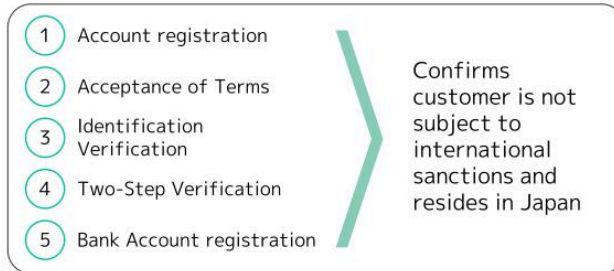 1 Account registration
2 Acceptance of Terms
3 Identification
Verification
4 Two-Step Verification
5 Bank Account registration
Confirms
customer is not
subject to
international
sanctions and
resides in Japan